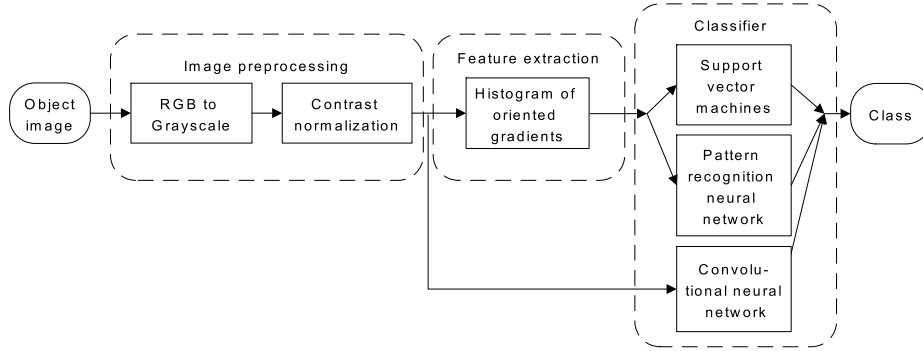 Object
image
Image preprocessing
RGB to
Grayscale
Contrast
normalization
Feature extraction
Histogram of
oriented
gradients
Classifier
Support
vector
machines
Pattern
recognition
neural
network
Convolu-
tional neural
network
Class